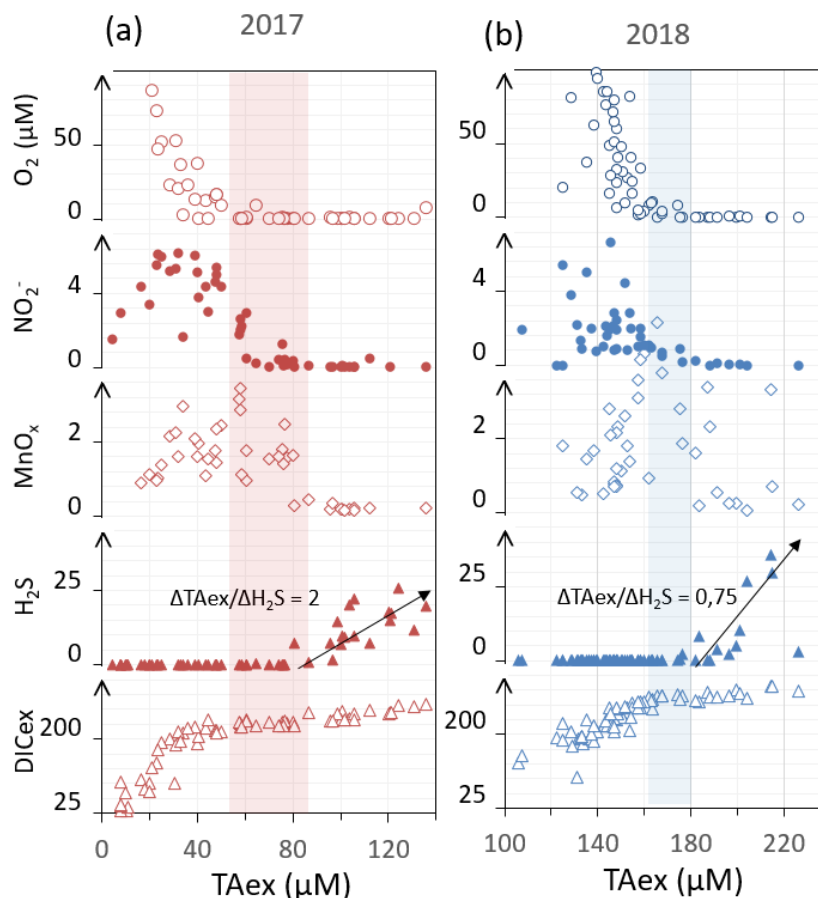 (a) 2017
(b) 2018
O₂ (µM)
50
0
NO₂⁻
4
0
4
MnOₓ
2
0
2
0
H₂S
25
0
ΔTAex/ΔH₂S = 2
25
0
ΔTAex/ΔH₂S = 0,75
DICex
200
25
200
25
0 40 80 120
100 140 180 220
TAex (µM)
TAex (µM)
50
0